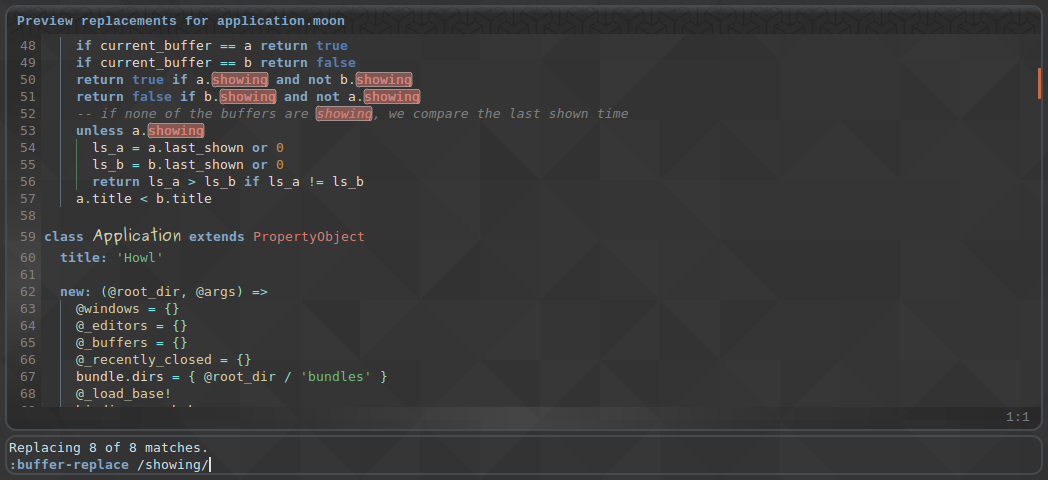 Preview replacements for application.moon
48 if current_buffer == a return true
49 if current_buffer == b return false
50 return true if a.showing and not b.showing
51 return false if b.showing and not a.showing
52 -- if none of the buffers are showing, we compare the last shown time
53 unless a.showing
54 ls_a = a.last_shown or 0
55 ls_b = b.last_shown or 0
56 return ls_a > ls_b if ls_a != ls_b
57 a.title < b.title
58
59 class Application extends PropertyObject
60 title: 'Howl'
61
62 new: (@root_dir, @args) =>
63 @windows = {}
64 @_editors = {}
65 @_buffers = {}
66 @_recently_closed = {}
67 bundle.dirs = { @root_dir / 'bundles' }
68 @_load_base!
1:1
Replacing 8 of 8 matches.
:buffer-replace /showing/